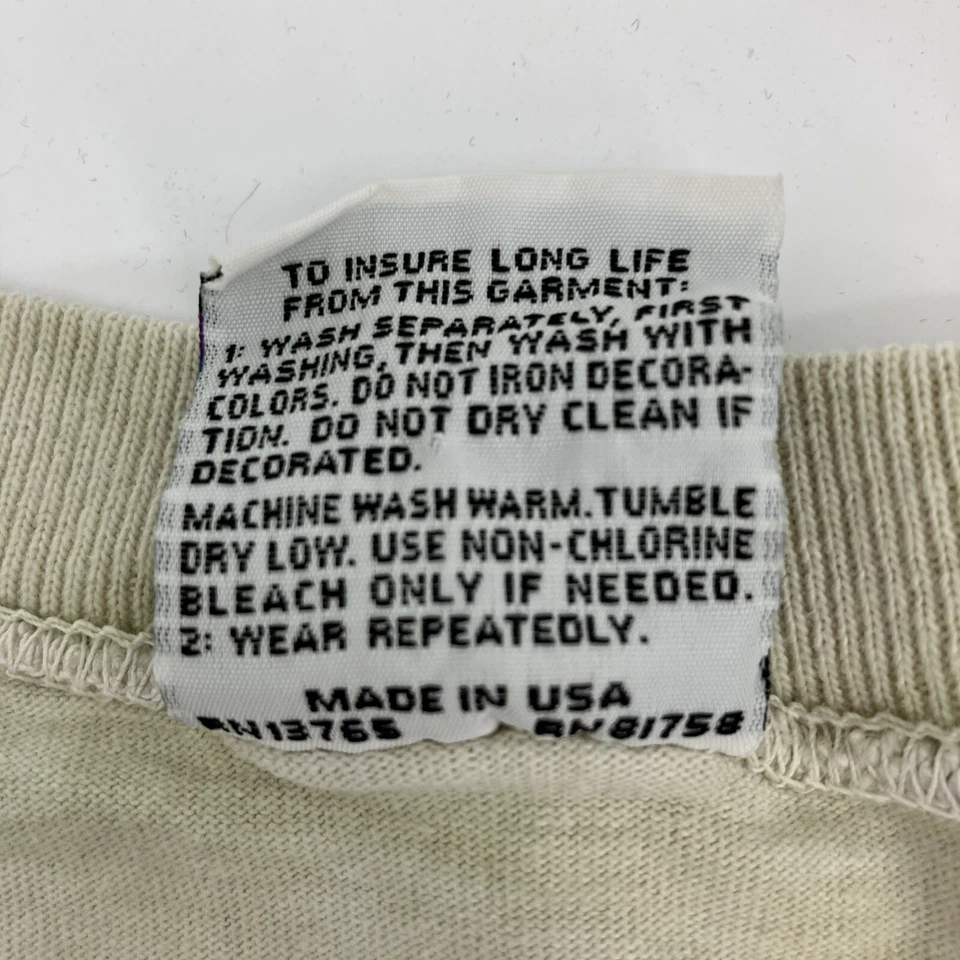 TO INSURE LONG LIFE
FROM THIS GARMENT:
1: WASH SEPARATELY, FIRST
WASHING, THEN WASH WITH
COLORS. DO NOT IRON DECORA-
TION. DO NOT DRY CLEAN IF
DECORATED.
MACHINE WASH WARM. TUMBLE
DRY LOW. USE NON-CHLORINE
BLEACH ONLY IF NEEDED.
2: WEAR REPEATEDLY.
MADE IN USA
RN13765 RN81758